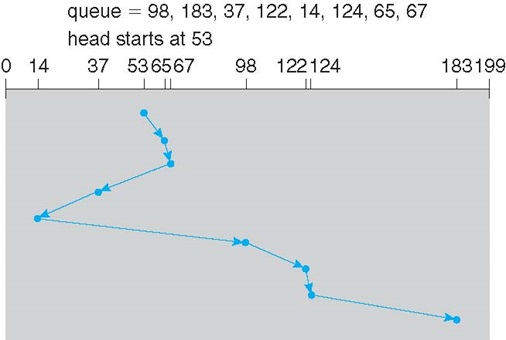 queue = 98, 183, 37, 122, 14, 124, 65, 67
head starts at 53
0 14 37 53 65 67 98 122 124 183 199